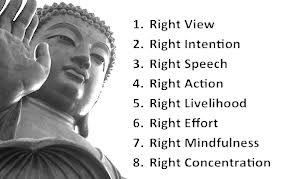 1. Right View
2. Right Intention
3. Right Speech
4. Right Action
5. Right Livelihood
6. Right Effort
7. Right Mindfulness
8. Right Concentration